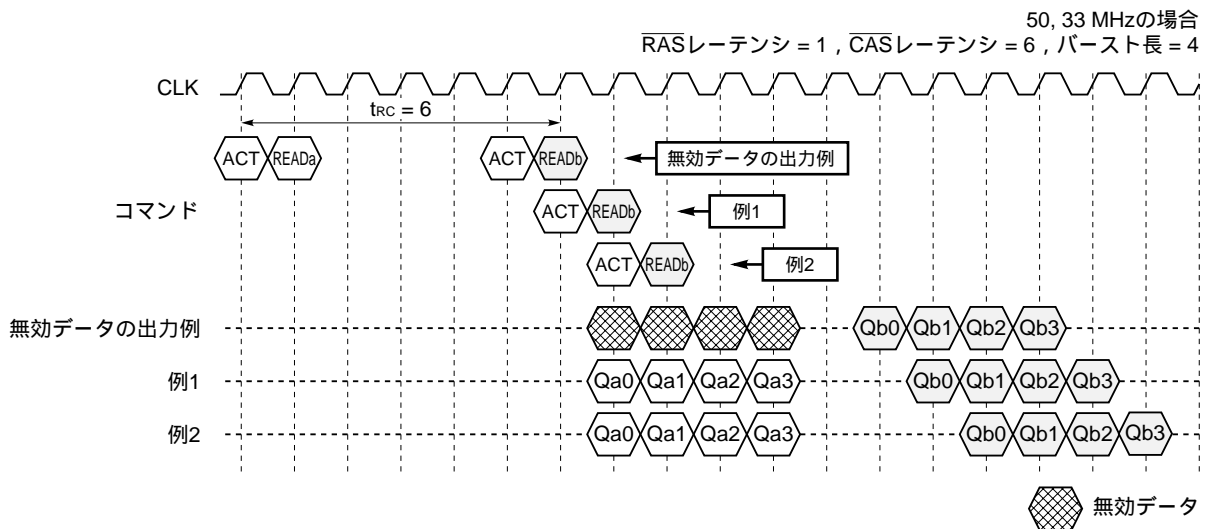 50, 33 MHzの場合
RASレーテンシ = 1 , CASレーテンシ = 6 , バースト長 = 4
CLK
tRC = 6
ACT READa ACT READb 無効データの出力例
コマンド ACT READb 例1
ACT READb 例2
無効データの出力例 Qb0 Qb1 Qb2 Qb3
例1 Qa0 Qa1 Qa2 Qa3 Qb0 Qb1 Qb2 Qb3
例2 Qa0 Qa1 Qa2 Qa3 Qb0 Qb1 Qb2 Qb3
無効データ